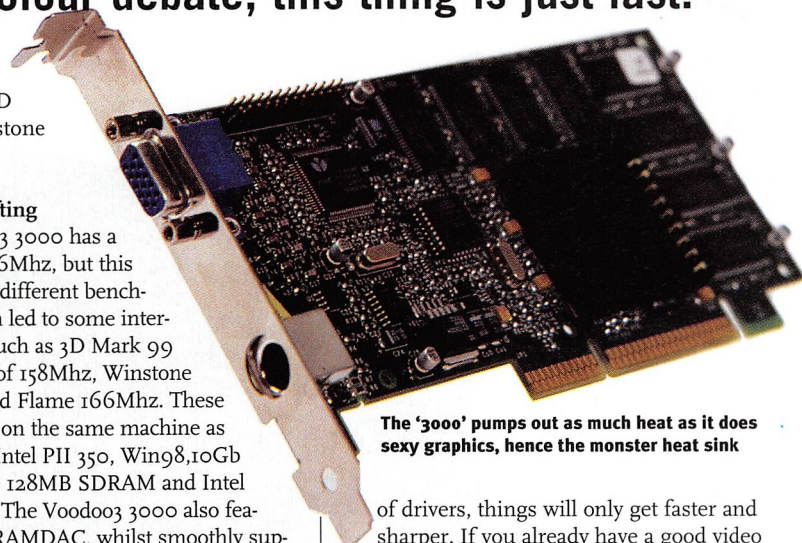 olour debate, this thing is just fast.
D
stone
ting
3 3000 has a
6Mhz, but this
different bench-
led to some inter-
uch as 3D Mark 99
of 158Mhz, Winstone
d Flame 166Mhz. These
on the same machine as
Intel PII 350, Win98,10Gb
128MB SDRAM and Intel
The Voodoo3 3000 also fea-
RAMDAC, whilst smoothly sup-
The ‘3000’ pumps out as much heat as it does
sexy graphics, hence the monster heat sink
of drivers, things will only get faster and
sharper. If you already have a good video